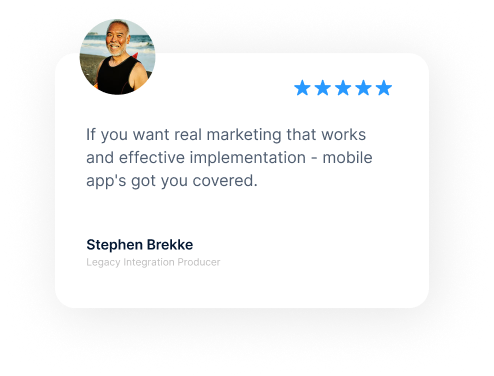 If you want real marketing that works
and effective implementation - mobile
app's got you covered.
Stephen Brekke
Legacy Integration Producer